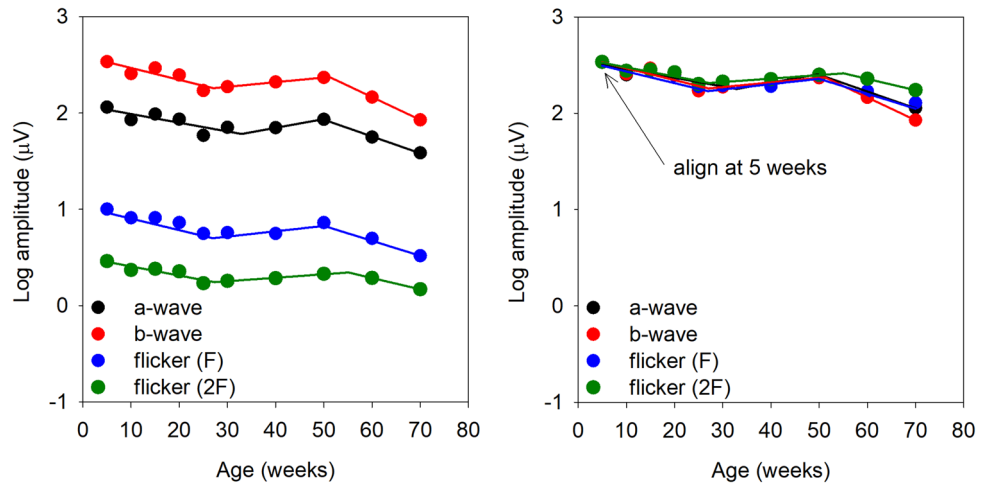 3
2
1
0
-1
Log amplitude (μV)
a-wave
b-wave
flicker (F)
flicker (2F)
0 10 20 30 40 50 60 70 80
Age (weeks)
3
2
1
0
-1
Log amplitude (μV)
align at 5 weeks
a-wave
b-wave
flicker (F)
flicker (2F)
0 10 20 30 40 50 60 70 80
Age (weeks)